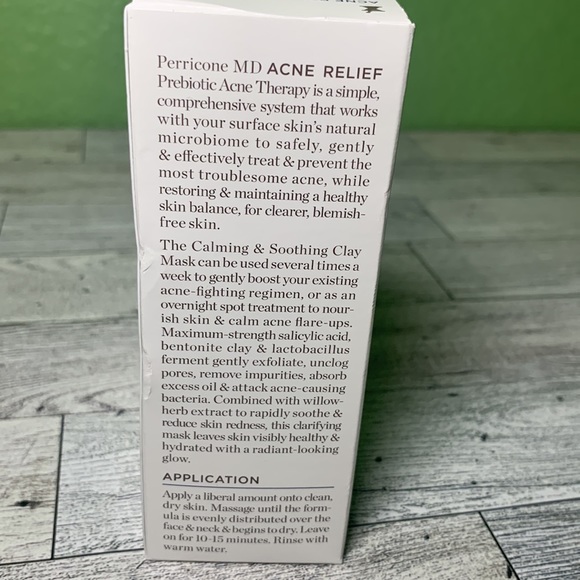 Perricone MD ACNE RELIEF
Prebiotic Acne Therapy is a simple,
comprehensive system that works
with your surface skin's natural
microbiome to safely, gently
& effectively treat & prevent the
most troublesome acne, while
restoring & maintaining a healthy
skin balance, for clearer, blemish-
free skin.
The Calming & Soothing Clay
Mask can be used several times a
week to gently boost your existing
acne-fighting regimen, or as an
overnight spot treatment to nour-
ish skin & calm acne flare-ups.
Maximum-strength salicylic acid,
bentonite clay & lactobacillus
ferment gently exfoliate, unclog
pores, remove impurities, absorb
excess oil & attack acne-causing
bacteria. Combined with willow-
herb extract to rapidly soothe &
reduce skin redness, this clarifying
mask leaves skin visibly healthy &
hydrated with a radiant-looking
glow.
APPLICATION
Apply a liberal amount onto clean,
dry skin. Massage until the form-
ula is evenly distributed over the
face & neck & begins to dry. Leave
on for 10-15 minutes. Rinse with
warm water.